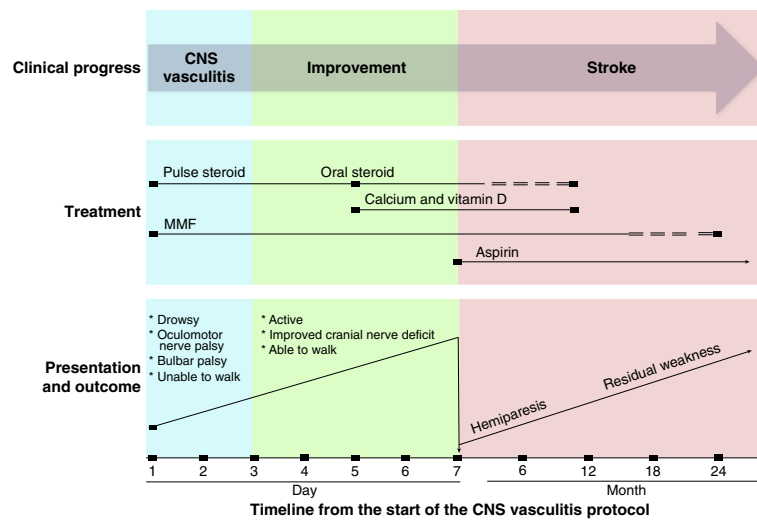 Clinical progress
CNS
vasculitis
Improvement
Stroke
Treatment
Pulse steroid
Oral steroid
Calcium and vitamin D
MMF
Aspirin
Presentation
and outcome
* Drowsy
* Oculomotor
nerve palsy
* Bulbar palsy
* Unable to walk
* Active
* Improved cranial nerve deficit
* Able to walk
Hemiparesis
Residual weakness
1 2 3 4 5 6 7 6 12 18 24
Day Month
Timeline from the start of the CNS vasculitis protocol